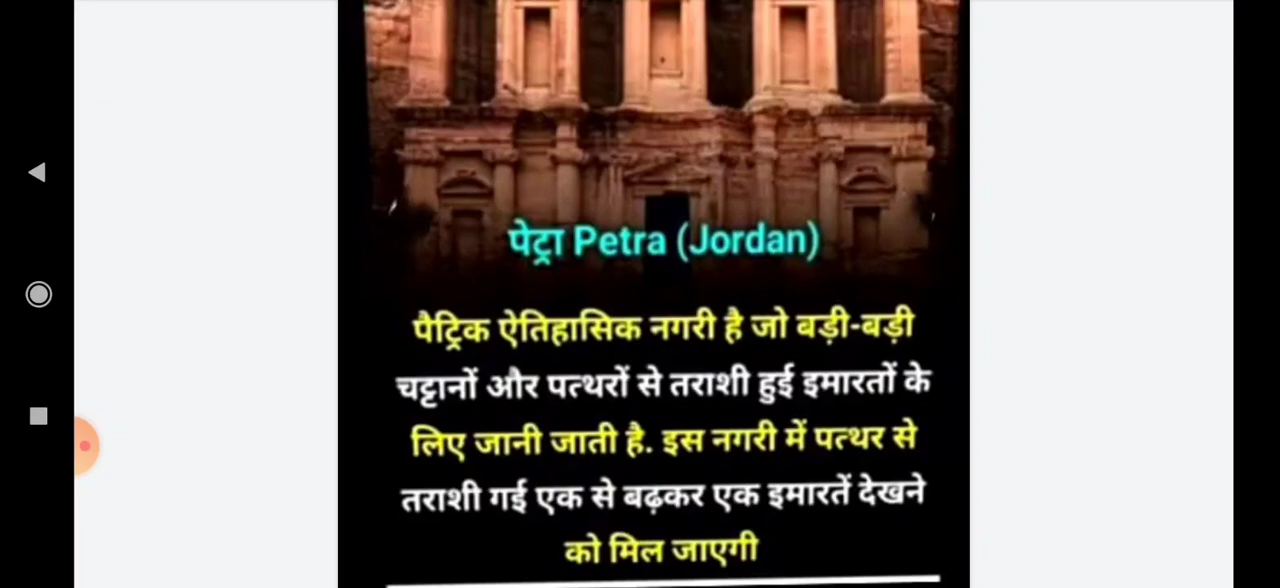 पेट्रा Petra (Jordan)
पैट्रिक ऐतिहासिक नगरी है जो बड़ी-बड़ी
चट्टानों और पत्थरों से तराशी हुई इमारतों के
लिए जानी जाती है. इस नगरी में पत्थर से
तराशी गई एक से बढ़कर एक इमारतें देखने
को मिल जाएगी